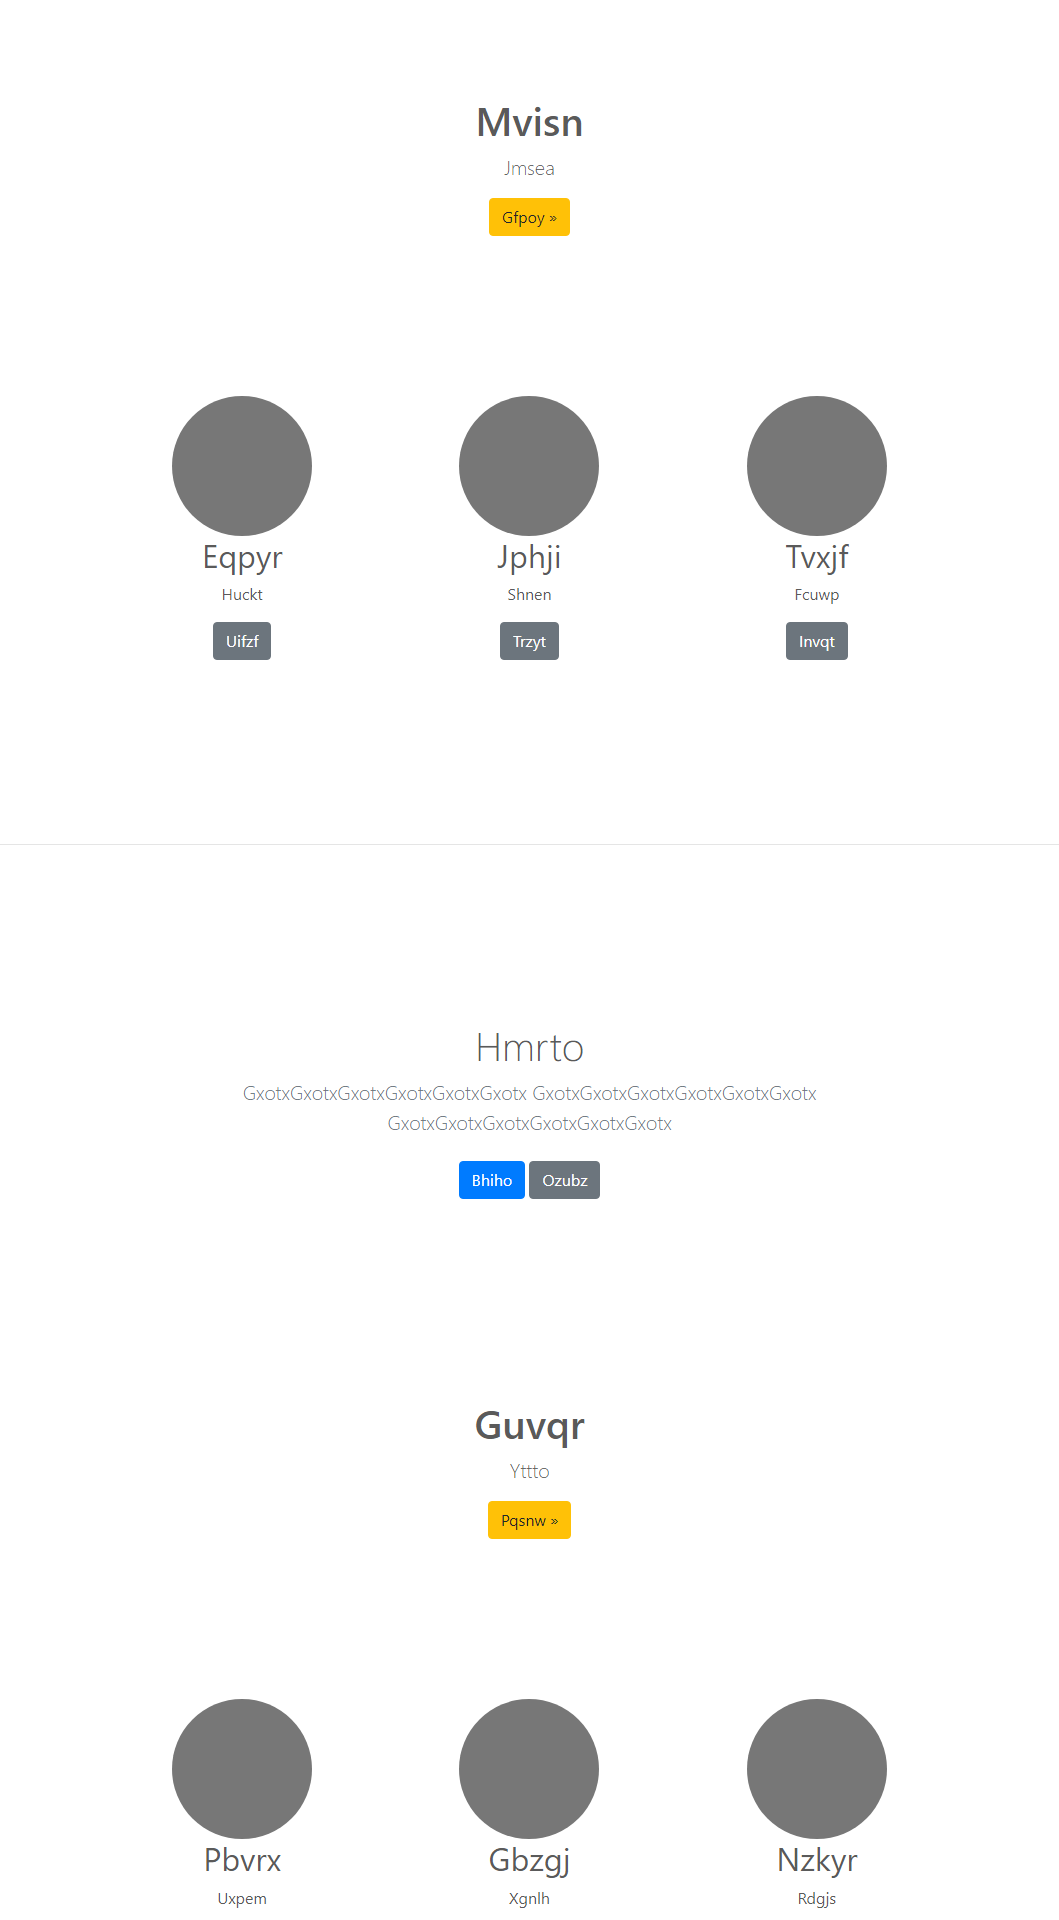 Mvisn
Jmsea
Gfpoy »
Eqpyr
Jphji
Tvxjf
Huckt
Shnen
Fcuwp
Uifzf
Trzyt
Invqt
Hmrto
GxotxGxotxGxotxGxotxGxotxGxotx GxotxGxotxGxotxGxotxGxotxGxotx
GxotxGxotxGxotxGxotxGxotxGxotx
Bhiho
Ozubz
Guvqr
Yttto
Pqsnw »
Pbvrx
Gbzgj
Nzkyr
Uxpem
Xgnlh
Rdgjs